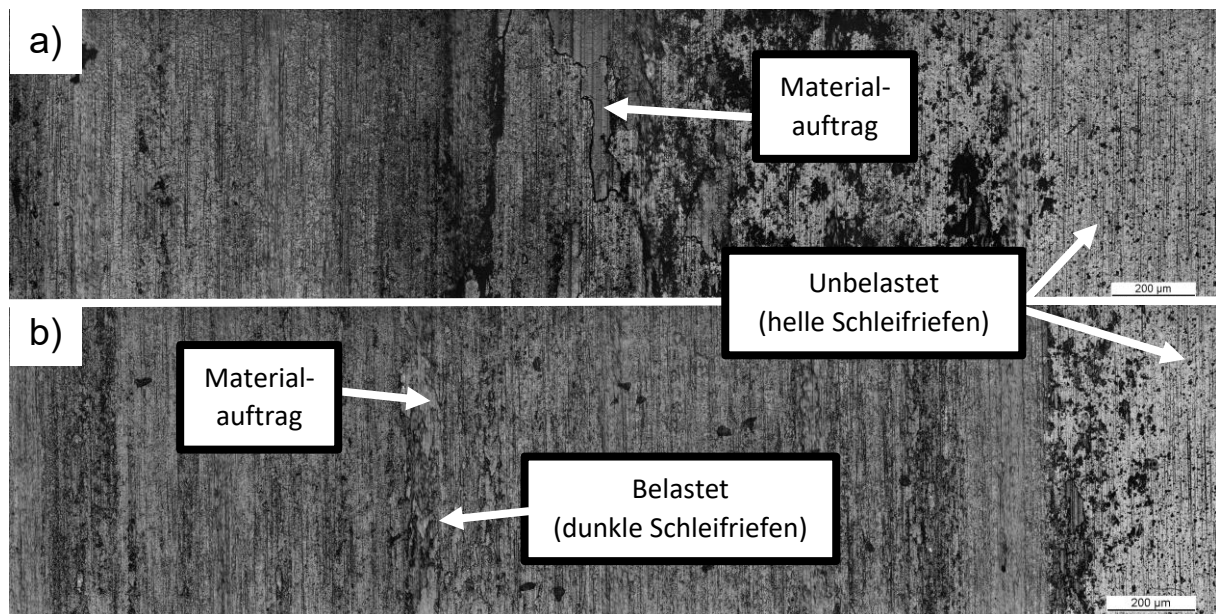 a)
Material-
auftrag
Unbelastet
(helle Schleifriefen)
200 µm
b)
Material-
auftrag
Belastet
(dunkle Schleifriefen)
200 µm